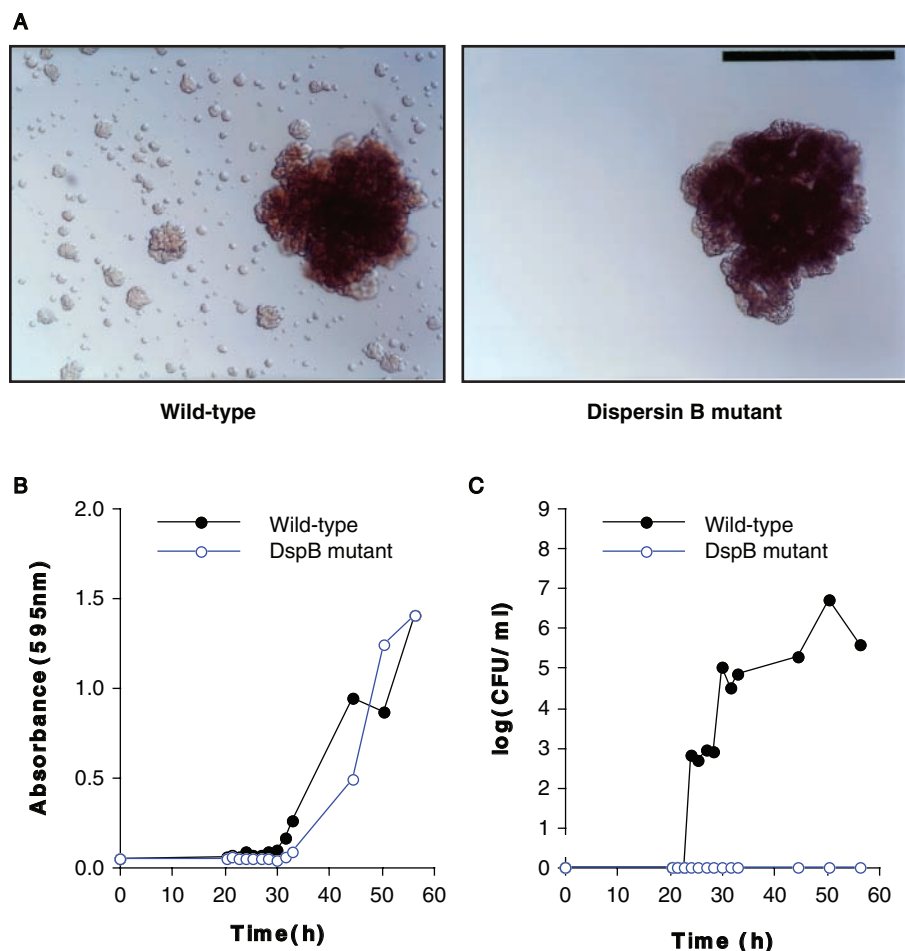 A
Wild-type
Dispersin B mutant
B
Wild-type
DspB mutant
2.0
1.5
1.0
0.5
0.0
Absorbance (595nm)
0
10
20
30
40
50
60
Time (h)
C
Wild-type
DspB mutant
9
8
7
6
5
4
3
2
1
0
log(CFU/ ml)
0
10
20
30
40
50
60
Time (h)